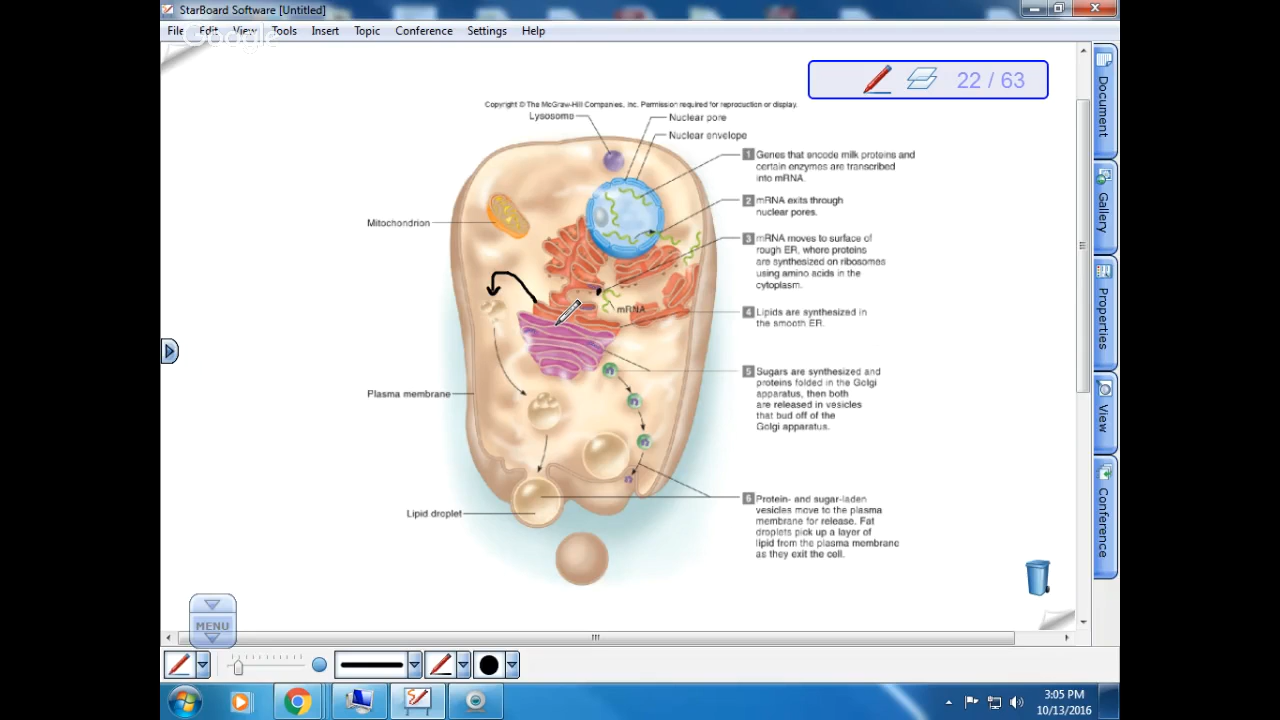 StarBoard Software [Untitled]
File Edit View Tools Insert Topic Conference Settings Help
Google
22 / 63
Copyright © The McGraw-Hill Companies, Inc. Permission required for reproduction or display.
Lysosome
Nuclear pore
Nuclear envelope
1 Genes that encode milk proteins and
certain enzymes are transcribed
into mRNA.
2 mRNA exits through
nuclear pores.
Mitochondrion
3 mRNA moves to surface of
rough ER, where proteins
are synthesized on ribosomes
using amino acids in the
cytoplasm.
mRNA
4 Lipids are synthesized in
the smooth ER.
5 Sugars are synthesized and
proteins folded in the Golgi
apparatus, then both
are released in vesicles
that bud off of the
Golgi apparatus.
Plasma membrane
6 Protein- and sugar-laden
vesicles move to the plasma
membrane for release. Fat
droplets pick up a layer of
lipid from the plasma membrane
as they exit the cell.
Lipid droplet
Document
Gallery
Properties
View
Conference
MENU
3:05 PM
10/13/2016